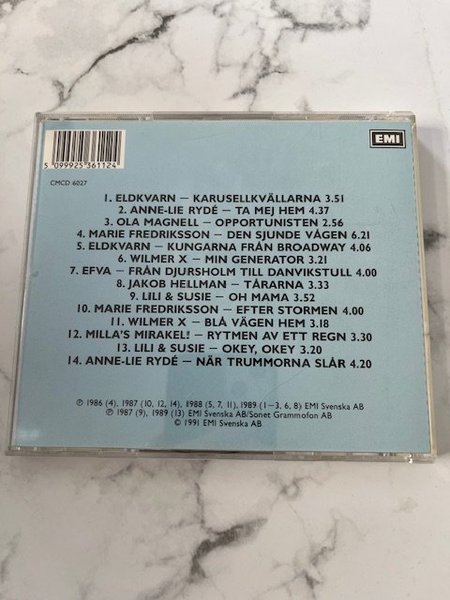 5 099925 361124
EMI
CMCD 6027
1. ELDKVARN – KARUSELLKVÄLLARNA 3.51
2. ANNE-LIE RYDÉ – TA MEJ HEM 4.37
3. OLA MAGNELL – OPPORTUNISTEN 2.56
4. MARIE FREDRIKSSON – DEN SJUNDE VÅGEN 6.21
5. ELDKVARN – KUNGARNA FRÅN BROADWAY 4.06
6. WILMER X – MIN GENERATOR 3.21
7. EFVA – FRÅN DJURSHOLM TILL DANVIKSTULL 4.00
8. JAKOB HELLMAN – TÅRARNA 3.33
9. LILI & SUSIE – OH MAMA 3.52
10. MARIE FREDRIKSSON – EFTER STORMEN 4.00
11. WILMER X – BLÅ VÄGEN HEM 3.18
12. MILLA'S MIRAKEL! – RYTMEN AV ETT REGN 3.30
13. LILI & SUSIE – OKEY, OKEY 3.20
14. ANNE-LIE RYDÉ – NÄR TRUMMORNA SLÅR 4.20
℗ 1986 (4), 1987 (10, 12, 14), 1988 (5, 7, 11), 1989 (1–3, 6, 8) EMI Svenska AB
℗ 1987 (9), 1989 (13) EMI Svenska AB/Sonet Grammofon AB
© 1991 EMI Svenska AB